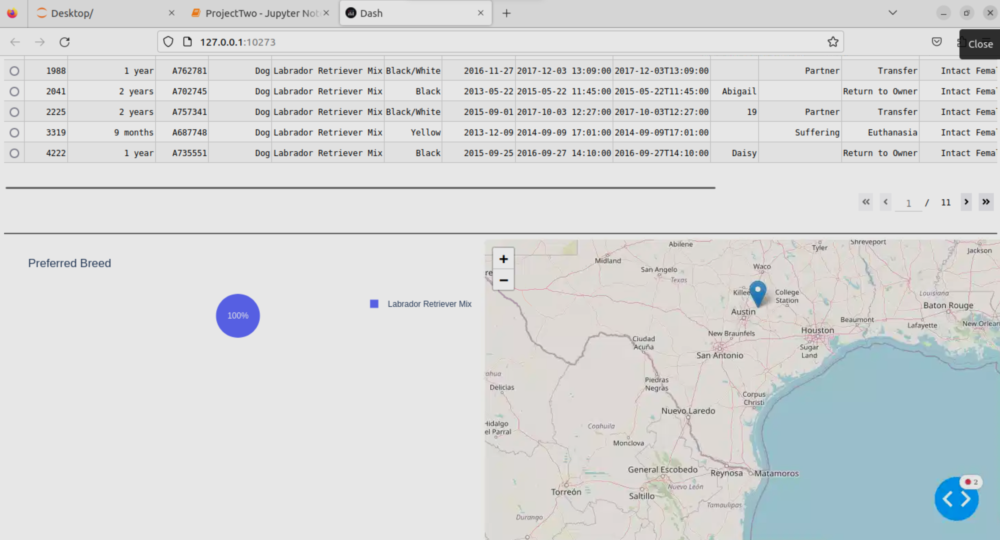 Desktop/
ProjectTwo - Jupyter Not
Dash
127.0.0.1:10273
Close
1988 1 year A762781 Dog Labrador Retriever Mix Black/White 2016-11-27 2017-12-03 13:09:00 2017-12-03T13:09:00 Partner Transfer Intact Fema
2041 2 years A702745 Dog Labrador Retriever Mix Black 2013-05-22 2015-05-22 11:45:00 2015-05-22T11:45:00 Abigail Return to Owner Intact Fema
2225 2 years A757341 Dog Labrador Retriever Mix Black/White 2015-09-01 2017-10-03 12:27:00 2017-10-03T12:27:00 19 Partner Transfer Intact Fema
3319 9 months A687748 Dog Labrador Retriever Mix Yellow 2013-12-09 2014-09-09 17:01:00 2014-09-09T17:01:00 Suffering Euthanasia Intact Fema
4222 1 year A735551 Dog Labrador Retriever Mix Black 2015-09-25 2016-09-27 14:10:00 2016-09-27T14:10:00 Daisy Return to Owner Intact Fema
« ‹ 1 / 11 › »
Preferred Breed
100%
Labrador Retriever Mix
+
−
Abilene
Shreveport
Tyler
Jackson
Midland
San Angelo
Waco
re
Texas
Killee
College
Station
Louisiana
Baton Rouge
Austin
Beaumont
Lafayette
New Orlean
New Braunfels
Houston
Ciudad
Acuña
Sugar
Land
San Antonio
ahua
Delicias
Piedras
Negras
Corpus
Christi
Nuevo Laredo
Hidalgo
el Parral
Coahuila
Monclova
General Escobedo
Reynosa
Matamoros
Nuevo León
Torreón
Saltillo
Tamaulipas
Durango
2